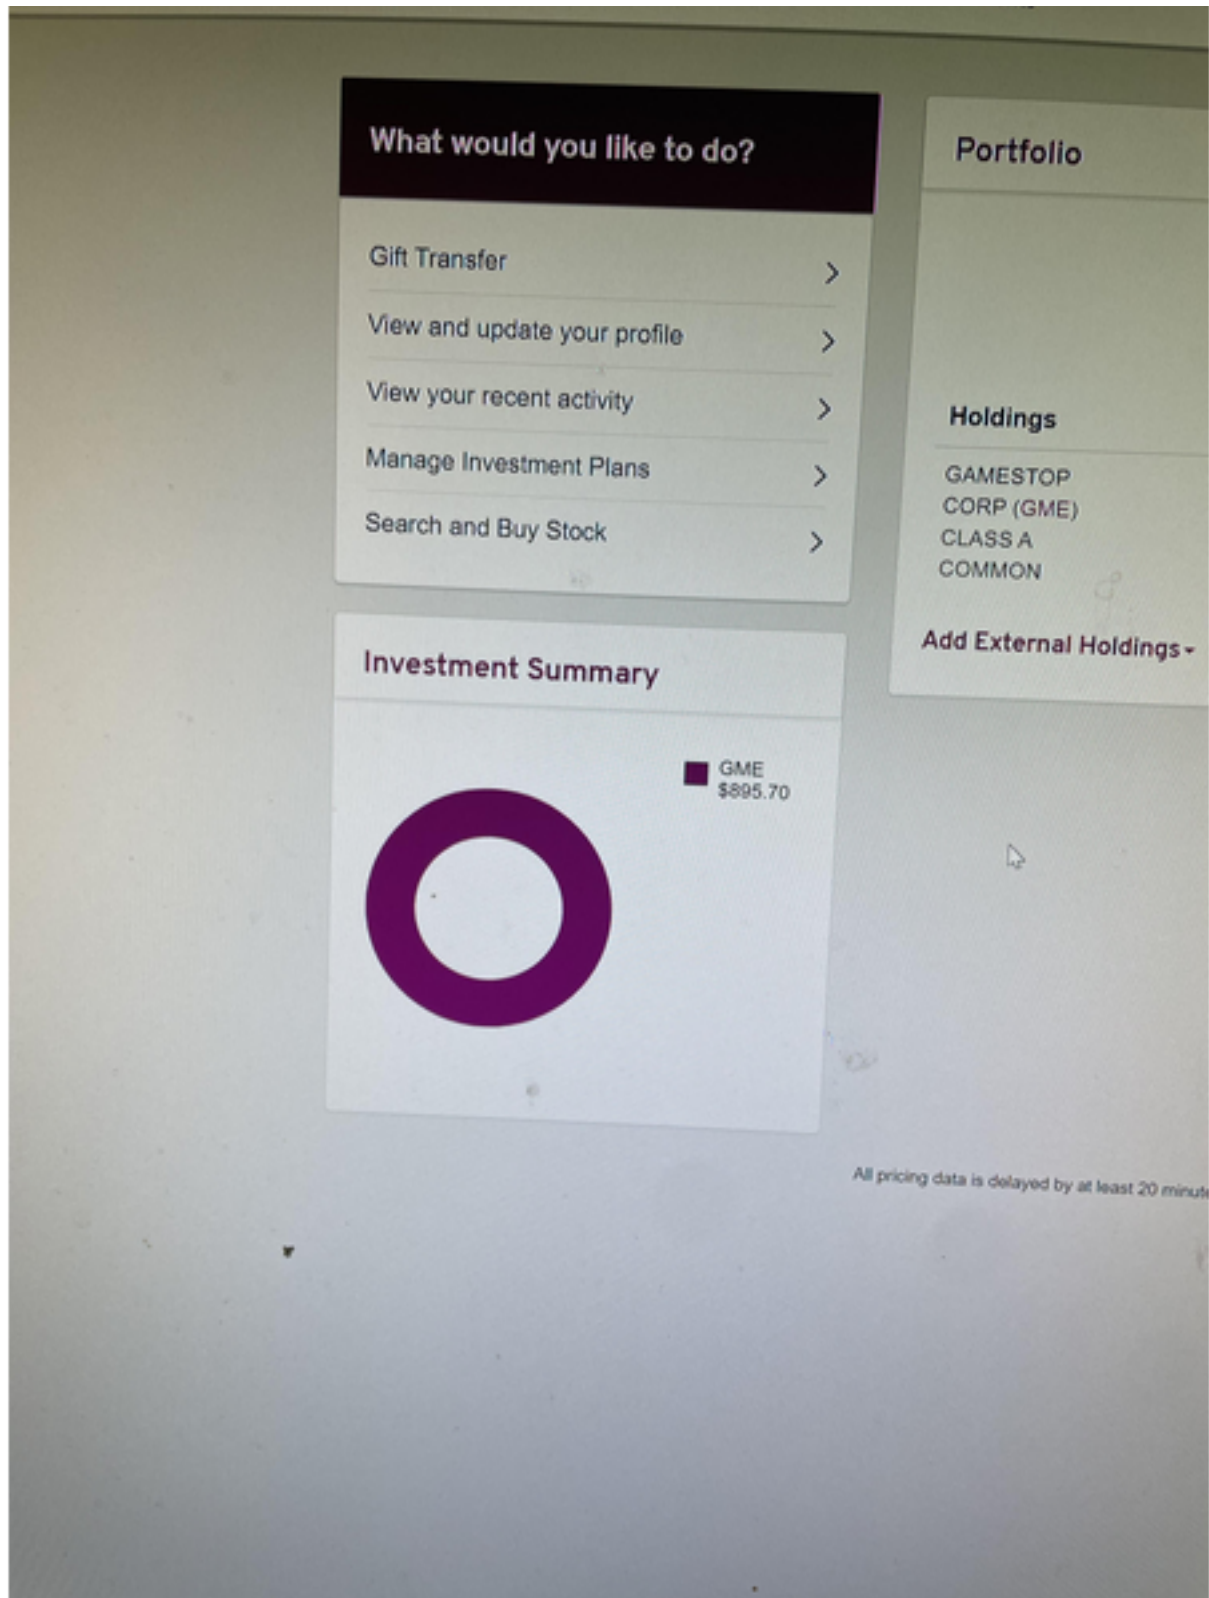 What would you like to do?
Gift Transfer
View and update your profile
View your recent activity
Manage Investment Plans
Search and Buy Stock
Investment Summary
GME
$895.70
Portfolio
Holdings
GAMESTOP
CORP (GME)
CLASS A
COMMON
Add External Holdings
All pricing data is delayed by at least 20 minute